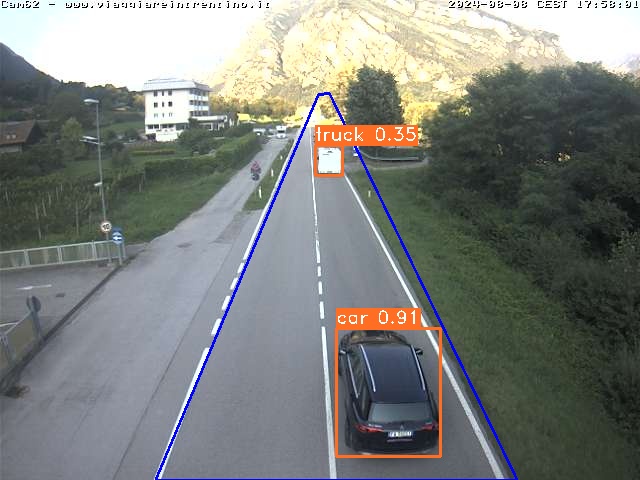 Cam62 - www.viaggiareintrentino.it
2024-08-08 CEST 17:58:01
truck 0.35
car 0.91